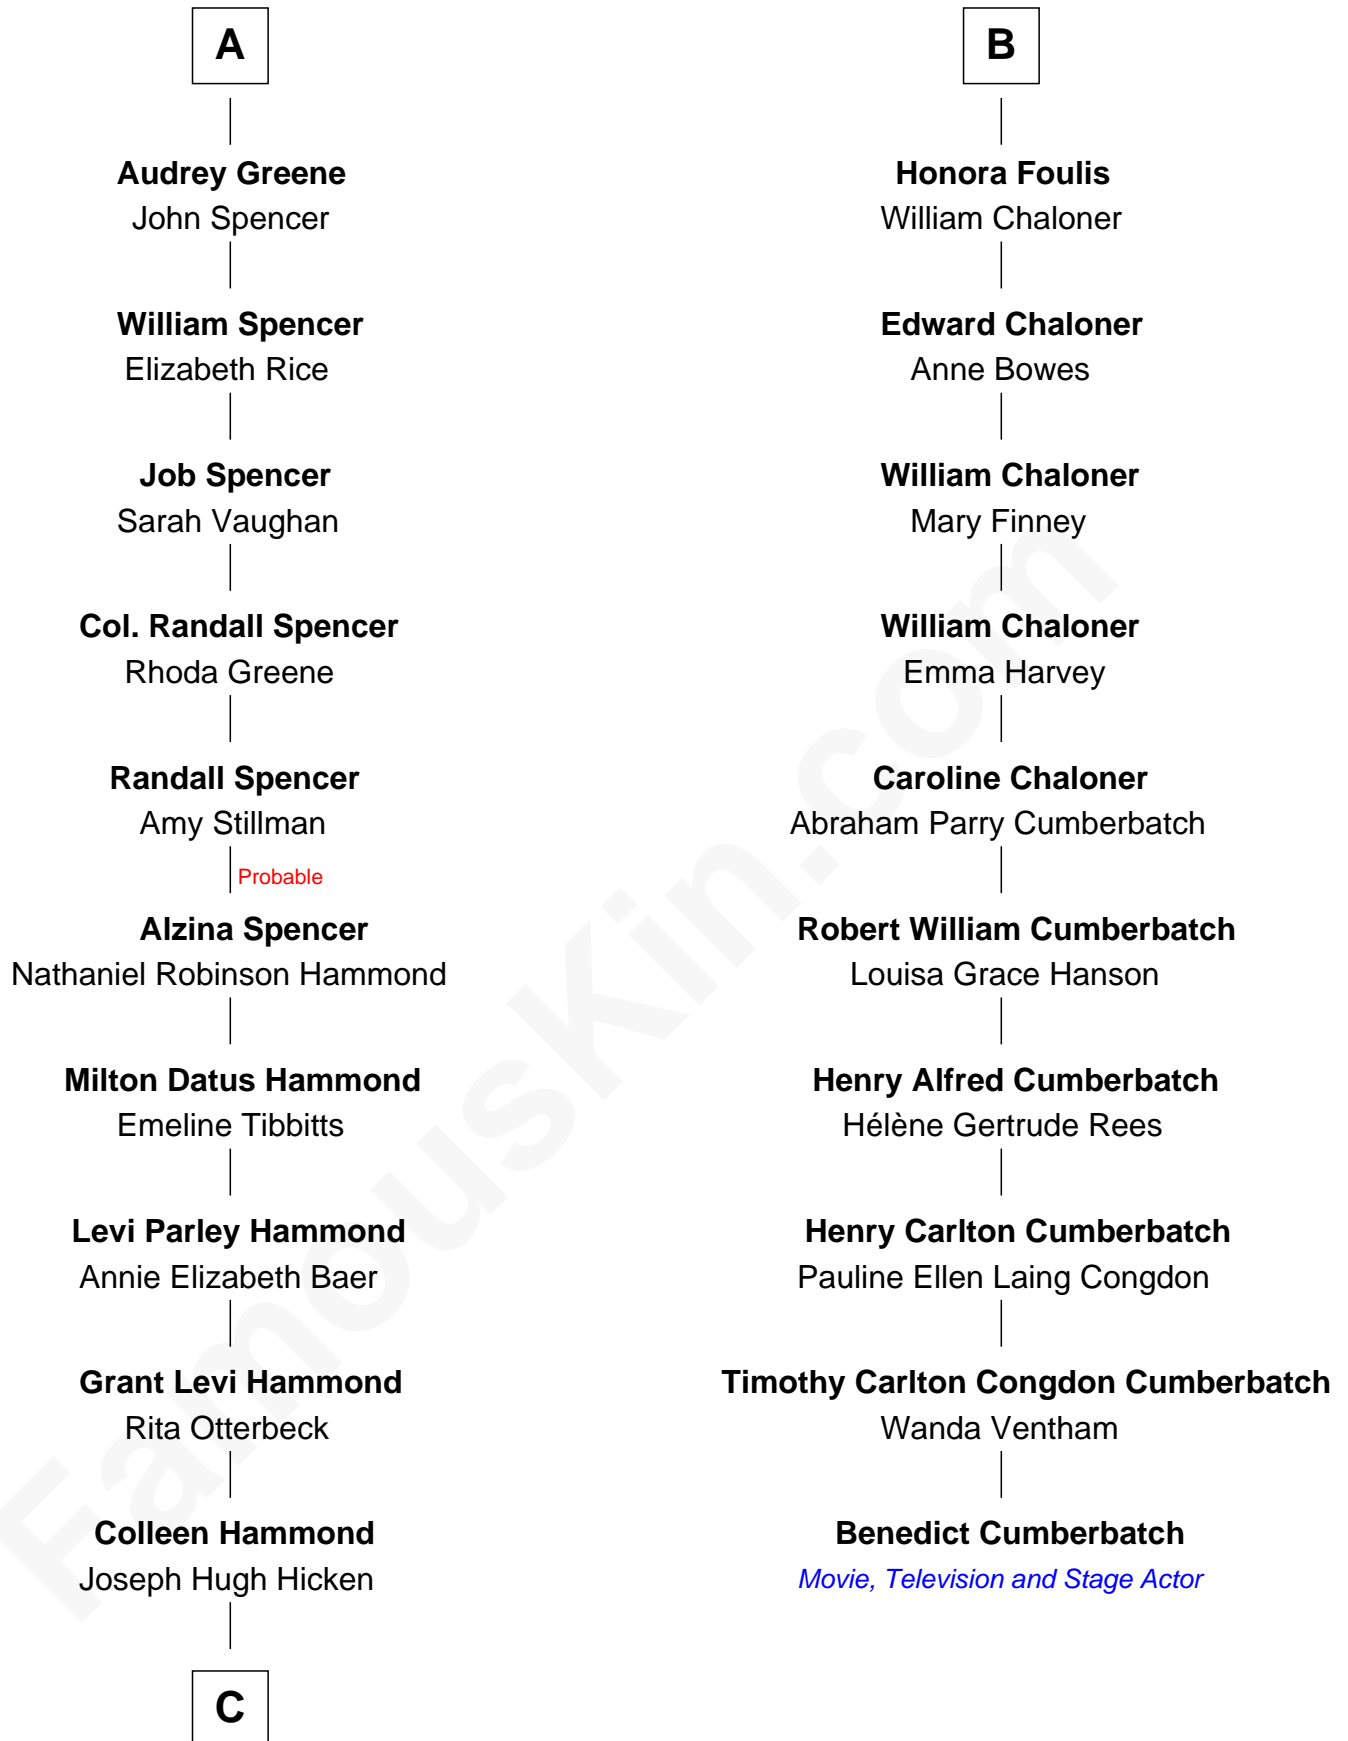 A
Audrey Greene
John Spencer
William Spencer
Elizabeth Rice
Job Spencer
Sarah Vaughan
Col. Randall Spencer
Rhoda Greene
Randall Spencer
Amy Stillman
Probable
Alzina Spencer
Nathaniel Robinson Hammond
Milton Datus Hammond
Emeline Tibbitts
Levi Parley Hammond
Annie Elizabeth Baer
Grant Levi Hammond
Rita Otterbeck
Colleen Hammond
Joseph Hugh Hicken
C
B
Honora Foulis
William Chaloner
Edward Chaloner
Anne Bowes
William Chaloner
Mary Finney
William Chaloner
Emma Harvey
Caroline Chaloner
Abraham Parry Cumberbatch
Robert William Cumberbatch
Louisa Grace Hanson
Henry Alfred Cumberbatch
Hélène Gertrude Rees
Henry Carlton Cumberbatch
Pauline Ellen Laing Congdon
Timothy Carlton Congdon Cumberbatch
Wanda Ventham
Benedict Cumberbatch
Movie, Television and Stage Actor
FamousKin.com